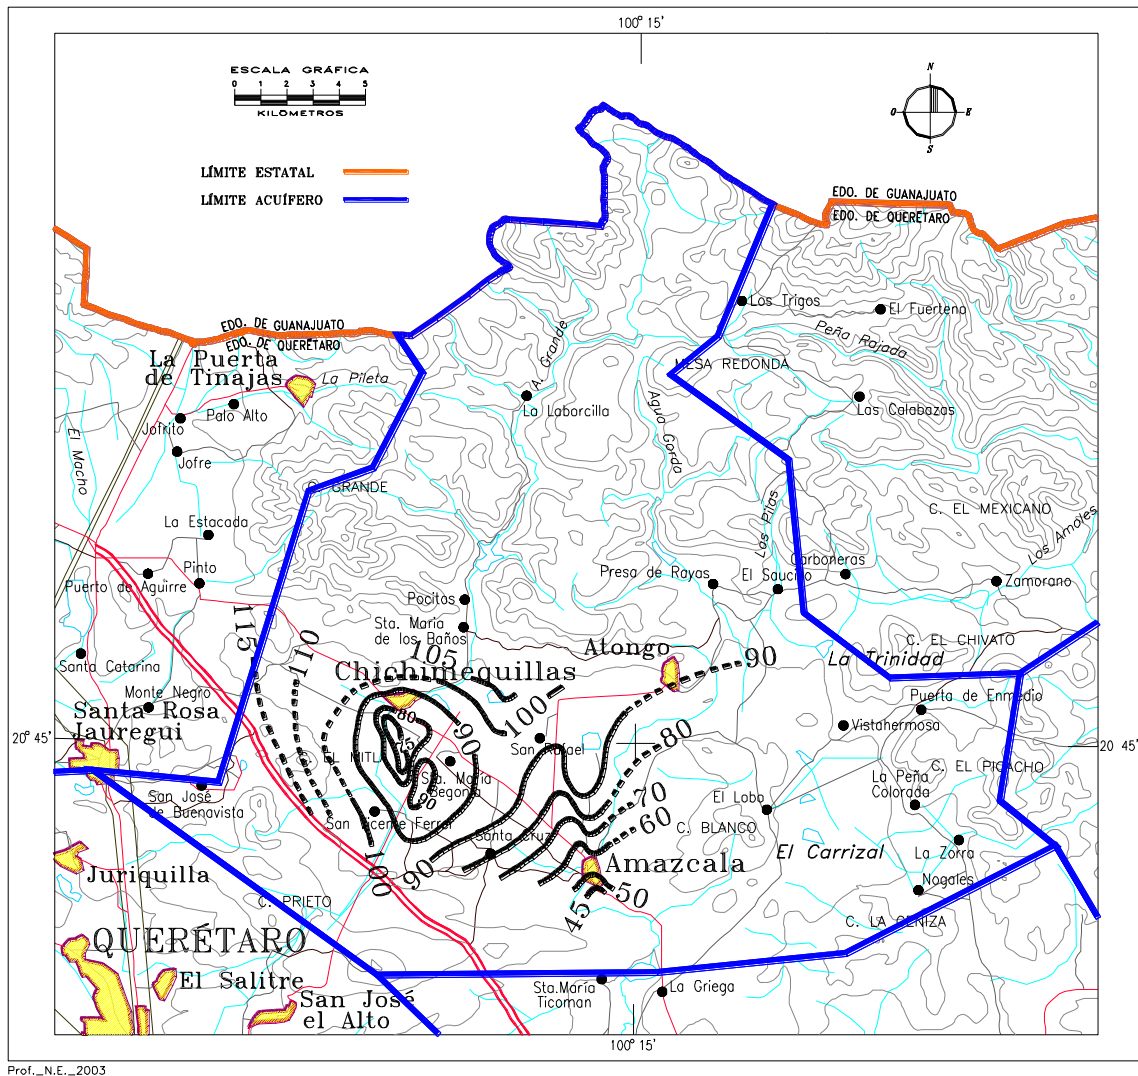 100° 15'
ESCALA GRÁFICA
0 1 2 3 4 5
KILOMETROS
N
O E
S
LÍMITE ESTATAL
LÍMITE ACUÍFERO
EDO. DE GUANAJUATO
EDO. DE QUERÉTARO
Los Trigos
El Fuerteno
Peña Rajada
EDO. DE GUANAJUATO
EDO. DE QUERÉTARO
La Puerta
de Tinajas
La Pileta
A. Grande
MESA REDONDA
Palo Alto
Jofrito
La Laborcilla
Agua Gorda
Las Calabazas
El Macho
Jofre
C. GRANDE
Las Pilas
C. EL MEXICANO
Los Amoles
La Estacada
Pinto
Puerto de Aguirre
Presa de Rayas
El Saucito
Carboneras
Zamorano
Pocitos
Sta. María
de los Baños
115
110
105
Atongo
90
C. EL CHIVATO
La Trinidad
Santa Catarina
Chichimequillas
Monte Negro
Santa Rosa
Jauregui
100
Puerta de Enmedio
Vistahermosa
80
75
90
San Rafael
80
20° 45'
20 45'
C. EL MITL
Sta. María
Begoña
90
C. EL PICACHO
La Peña
Colorada
San José
de Buenavista
San Vicente Ferrer
70
60
El Lobo
C. BLANCO
Santa Cruz
100
90
Amazcala
El Carrizal
La Zorra
Juriquilla
50
45
Nogales
C. PRIETO
C. LA CENIZA
QUERÉTARO
El Salitre
Sta.María
Ticoman
La Griega
San José
el Alto
100° 15'
Prof._N.E._2003